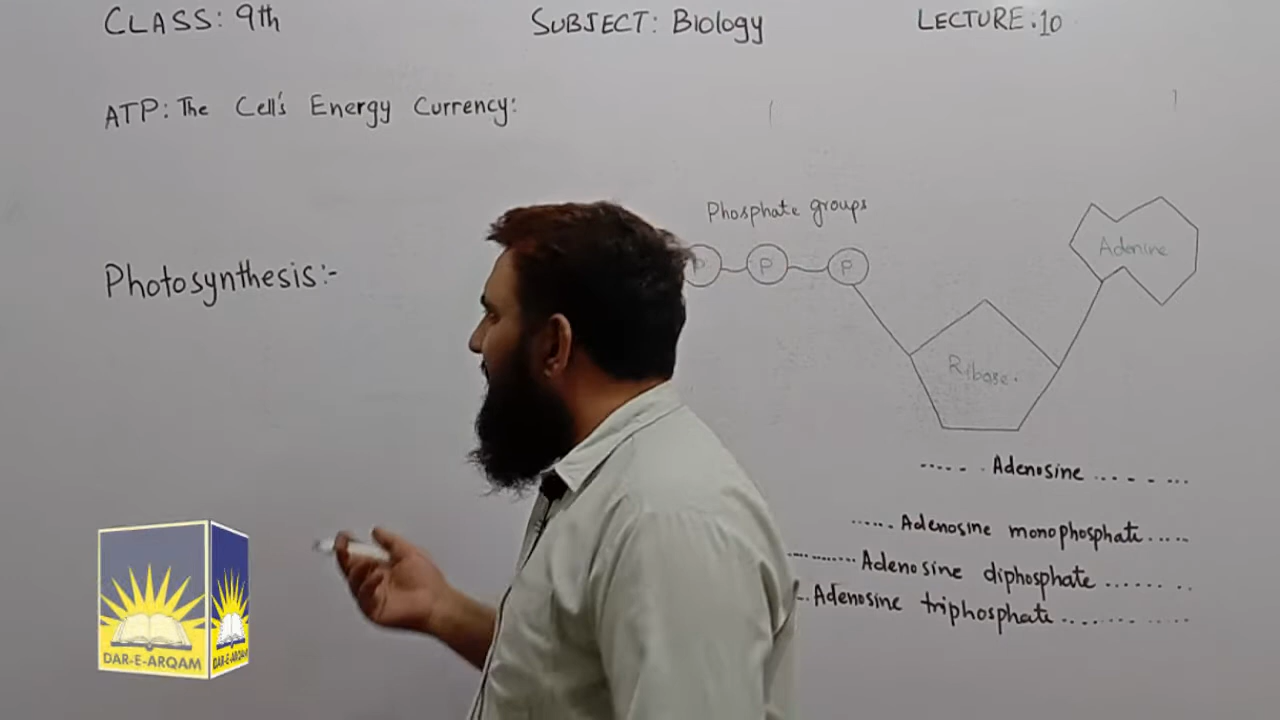 CLASS: 9th SUBJECT: Biology LECTURE: 10
ATP: The Cell's Energy Currency:
Phosphate groups
Adenine
Photosynthesis:-
P P P
Ribose.
Adenosine
Adenosine monophosphate
Adenosine diphosphate
Adenosine triphosphate
DAR-E-ARQAM
DAR-E-ARQAM